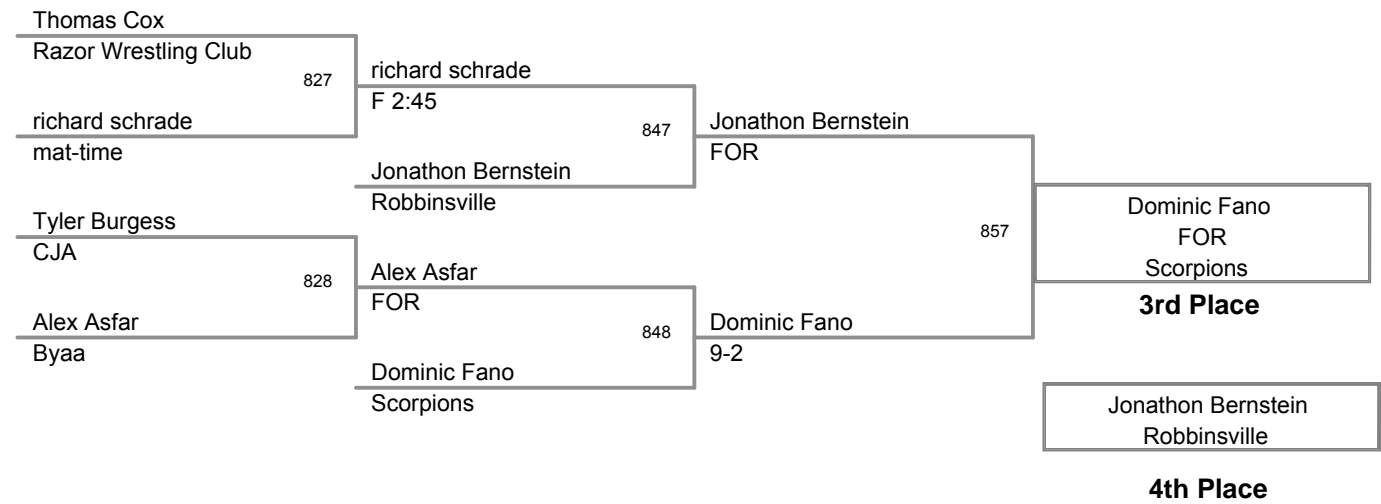 Thomas Cox
Razor Wrestling Club
827
richard schrade
mat-time
richard schrade
F 2:45
847
Jonathon Bernstein
Robbinsville
Jonathon Bernstein
FOR
Tyler Burgess
CJA
828
Alex Asfar
Byaa
Alex Asfar
FOR
848
Dominic Fano
Scorpions
Dominic Fano
9-2
857
Dominic Fano
FOR
Scorpions
3rd Place
Jonathon Bernstein
Robbinsville
4th Place